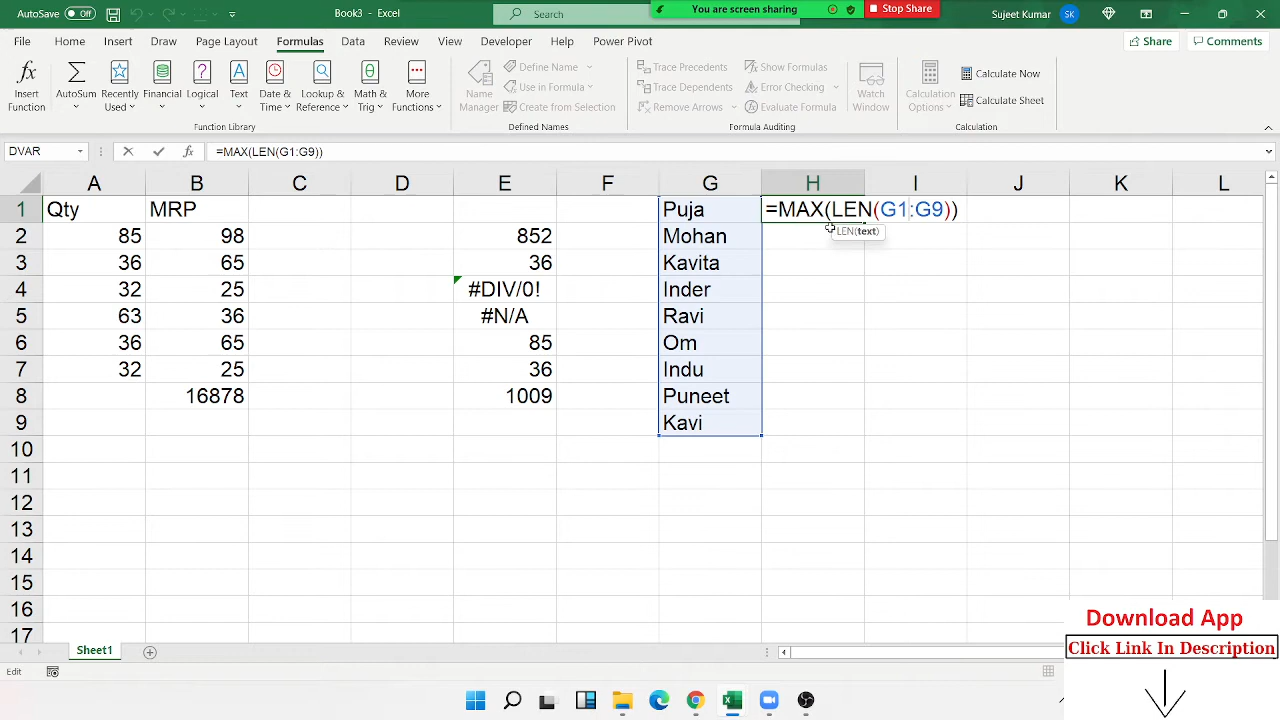 AutoSave Off Book3 - Excel Search You are screen sharing Stop Share Sujeet Kumar SK
File Home Insert Draw Page Layout Formulas Data Review View Developer Help Power Pivot Share Comments
Insert Function
AutoSum
Recently Used
Financial
Logical
Text
Date & Time
Lookup & Reference
Math & Trig
More Functions
Function Library
Name Manager
Define Name
Use in Formula
Create from Selection
Defined Names
Trace Precedents
Trace Dependents
Remove Arrows
Show Formulas
Error Checking
Evaluate Formula
Formula Auditing
Watch Window
Calculation Options
Calculate Now
Calculate Sheet
Calculation
DVAR fx =MAX(LEN(G1:G9))
A B C D E F G H I J K L
1 Qty MRP Puja =MAX(LEN(G1:G9))
LEN(text)
2 85 98 852 Mohan
3 36 65 36 Kavita
4 32 25 #DIV/0! Inder
5 63 36 #N/A Ravi
6 36 65 85 Om
7 32 25 36 Indu
8 16878 1009 Puneet
9 Kavi
10
11
12
13
14
15
16
17
Download App
Click Link In Description
Sheet1
Edit